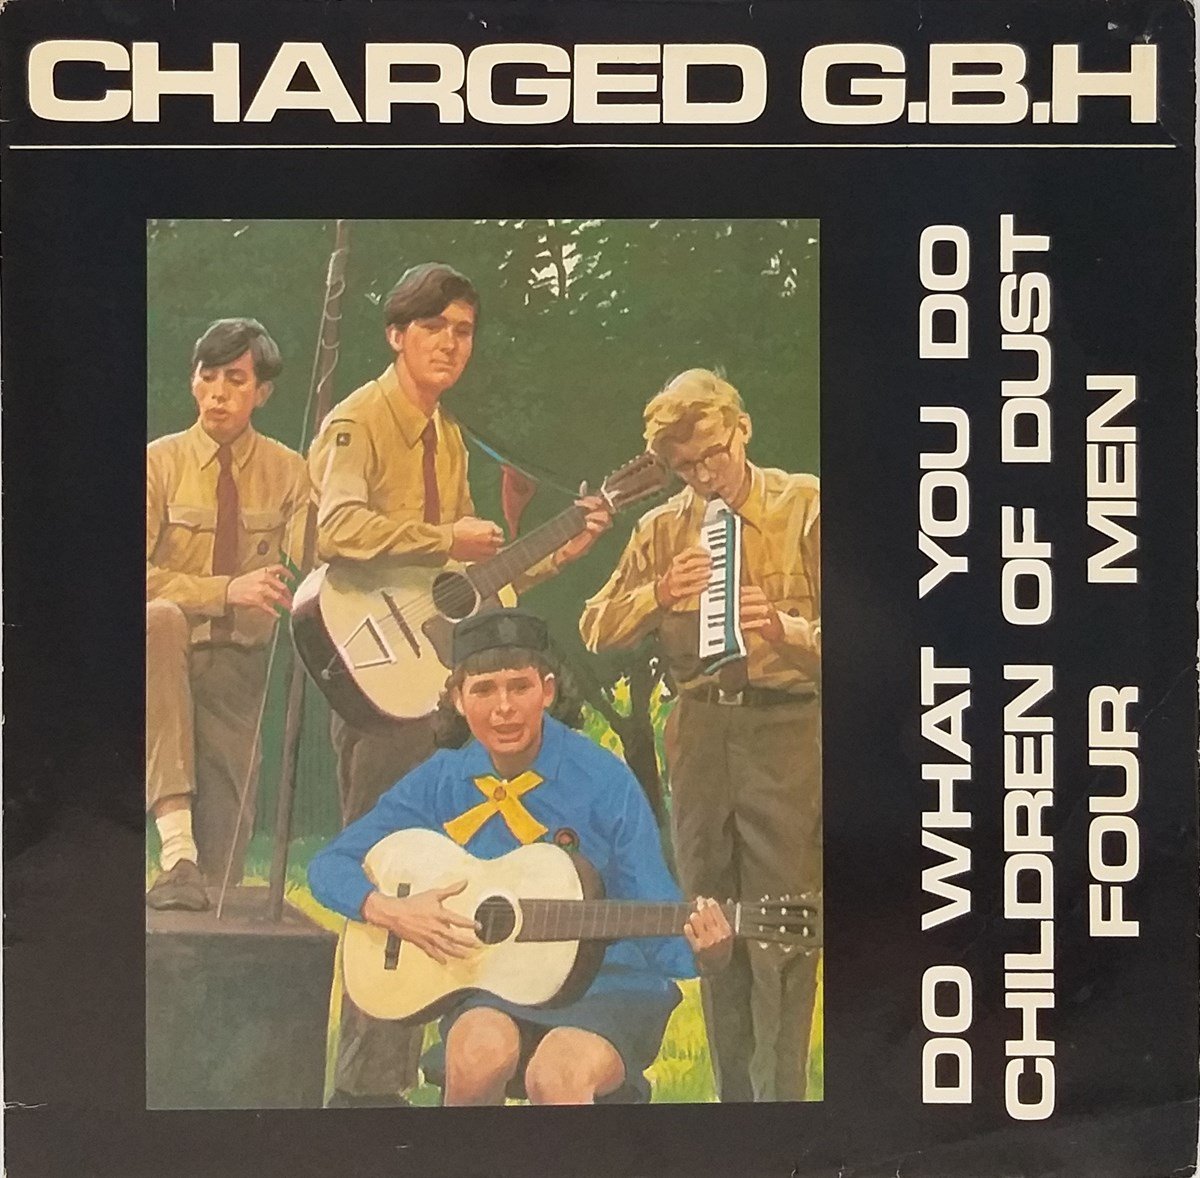 CHARGED G.B.H
DO WHAT YOU DO
CHILDREN OF DUST
FOUR MEN